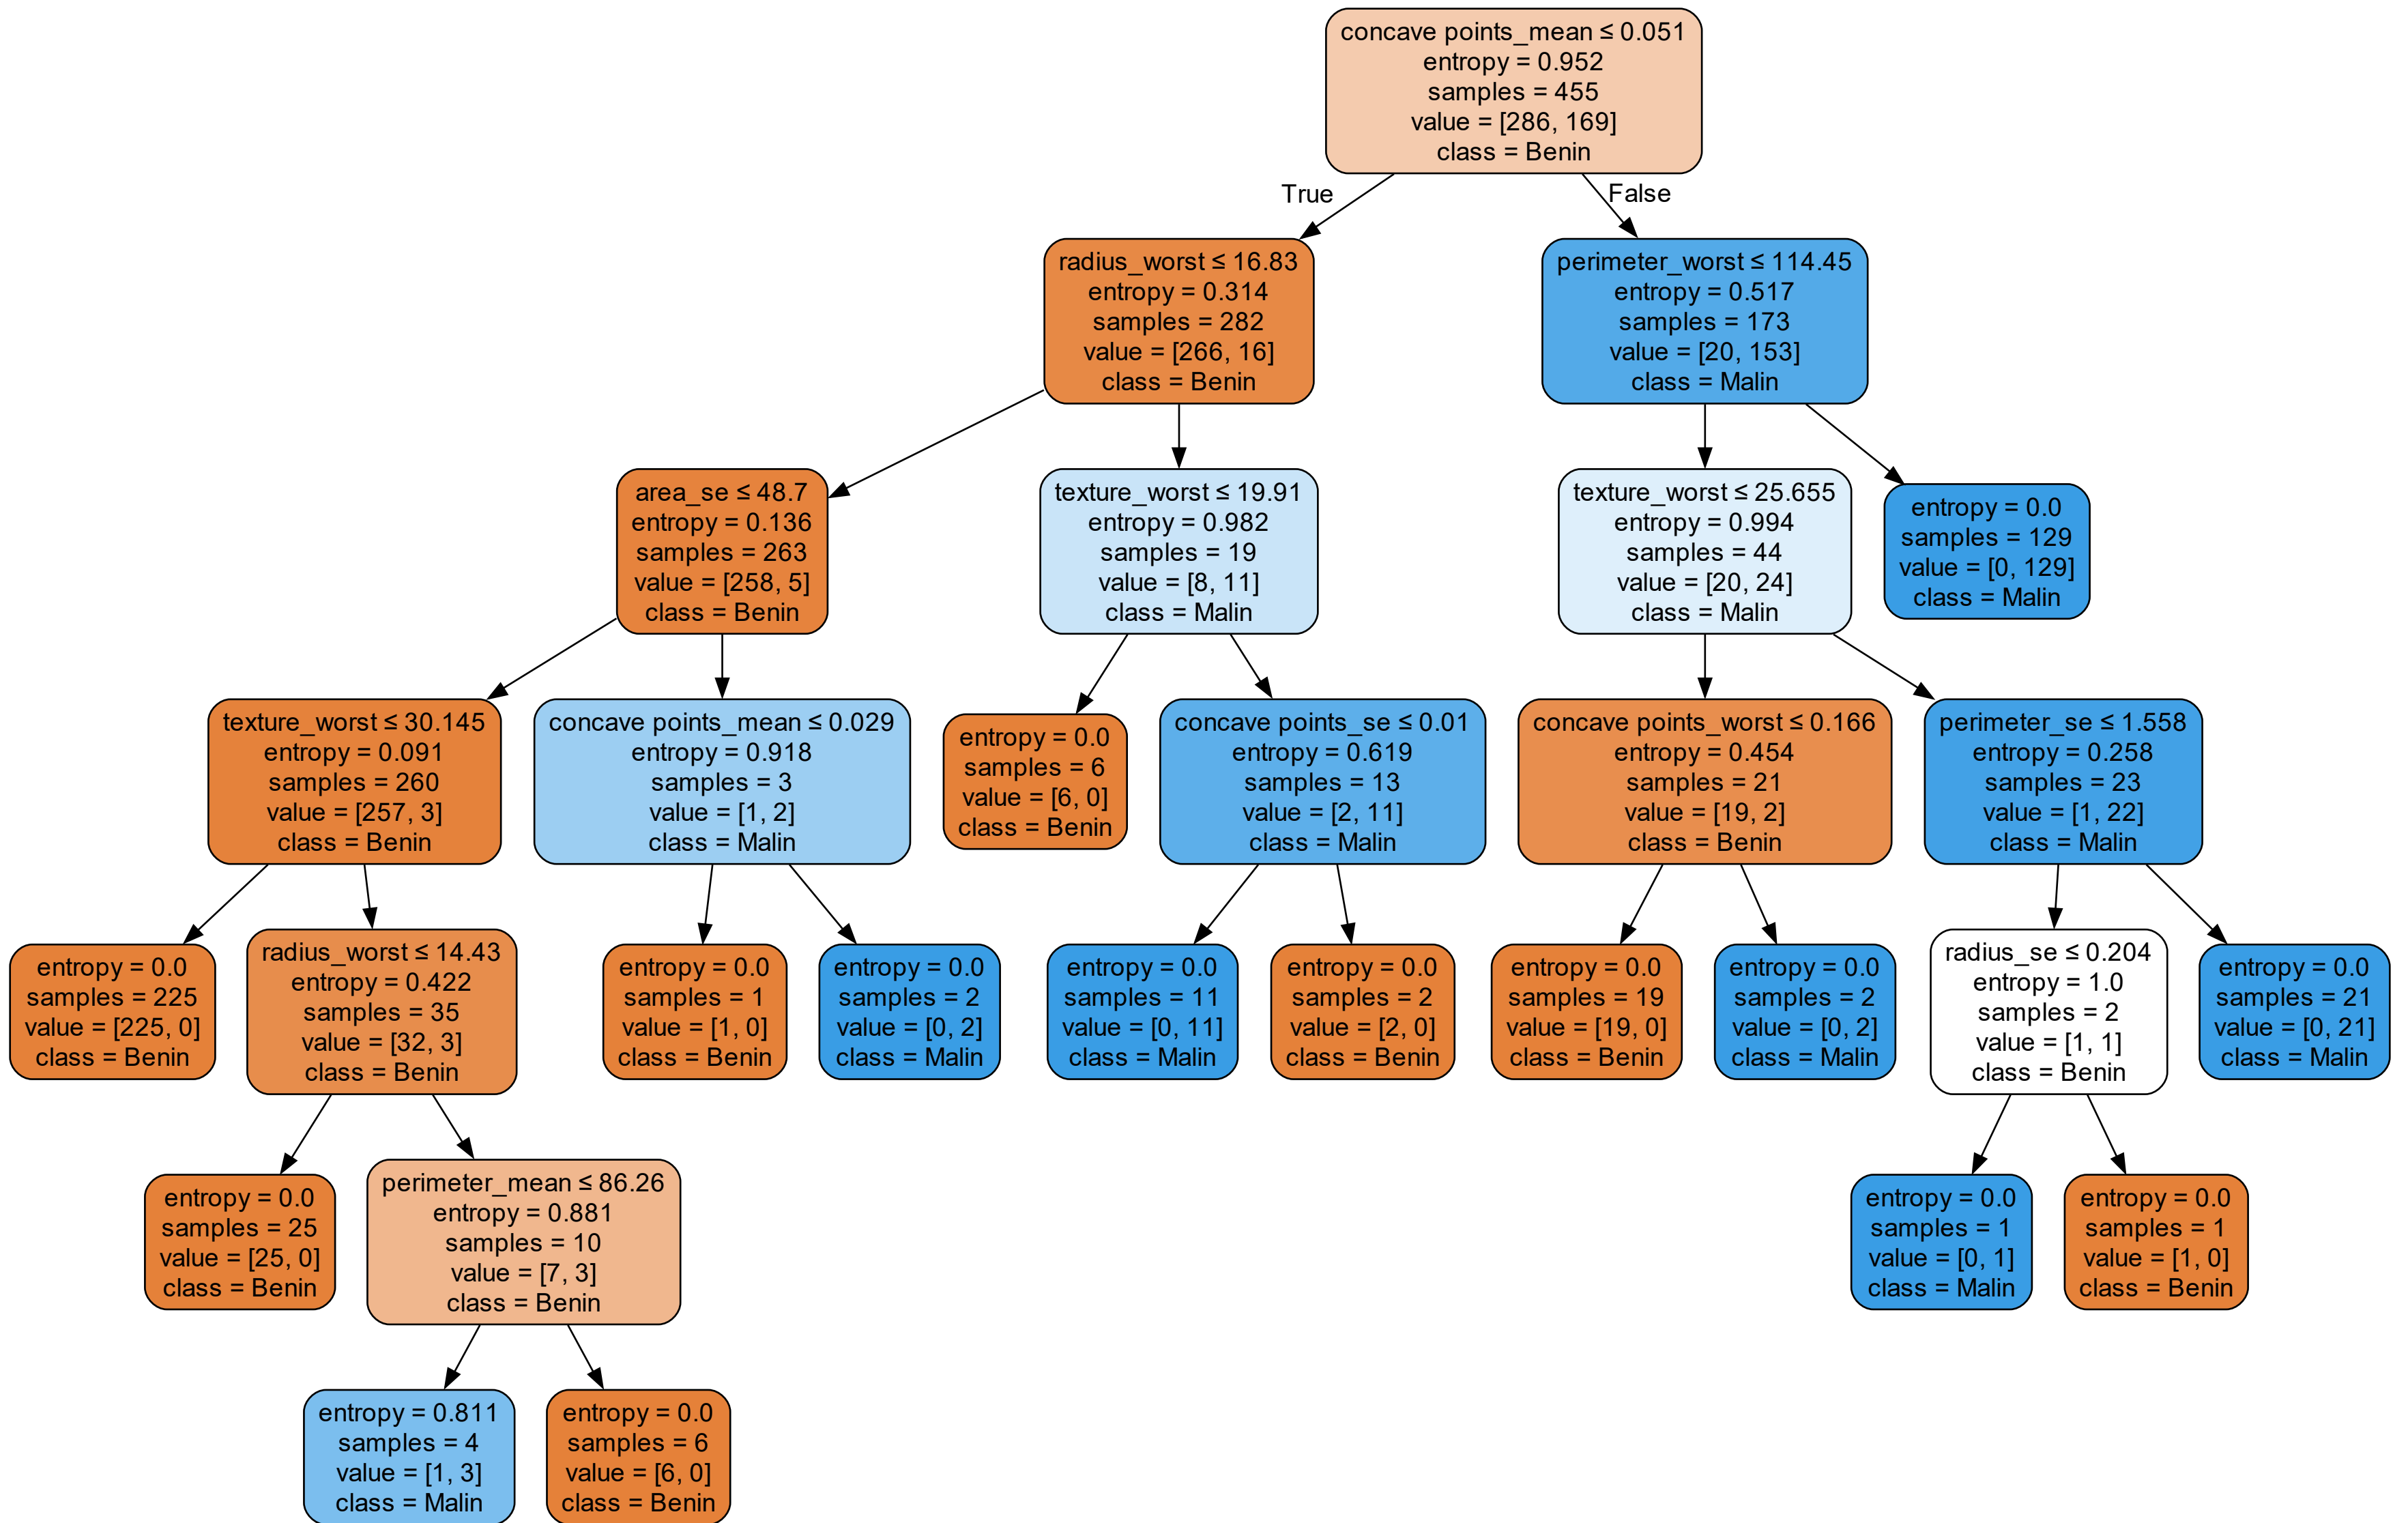 concave points_mean ≤ 0.051
entropy = 0.952
samples = 455
value = [286, 169]
class = Benin
True
False
radius_worst ≤ 16.83
entropy = 0.314
samples = 282
value = [266, 16]
class = Benin
perimeter_worst ≤ 114.45
entropy = 0.517
samples = 173
value = [20, 153]
class = Malin
area_se ≤ 48.7
entropy = 0.136
samples = 263
value = [258, 5]
class = Benin
texture_worst ≤ 19.91
entropy = 0.982
samples = 19
value = [8, 11]
class = Malin
texture_worst ≤ 25.655
entropy = 0.994
samples = 44
value = [20, 24]
class = Malin
entropy = 0.0
samples = 129
value = [0, 129]
class = Malin
texture_worst ≤ 30.145
entropy = 0.091
samples = 260
value = [257, 3]
class = Benin
concave points_mean ≤ 0.029
entropy = 0.918
samples = 3
value = [1, 2]
class = Malin
entropy = 0.0
samples = 6
value = [6, 0]
class = Benin
concave points_se ≤ 0.01
entropy = 0.619
samples = 13
value = [2, 11]
class = Malin
concave points_worst ≤ 0.166
entropy = 0.454
samples = 21
value = [19, 2]
class = Benin
perimeter_se ≤ 1.558
entropy = 0.258
samples = 23
value = [1, 22]
class = Malin
entropy = 0.0
samples = 225
value = [225, 0]
class = Benin
radius_worst ≤ 14.43
entropy = 0.422
samples = 35
value = [32, 3]
class = Benin
entropy = 0.0
samples = 1
value = [1, 0]
class = Benin
entropy = 0.0
samples = 2
value = [0, 2]
class = Malin
entropy = 0.0
samples = 11
value = [0, 11]
class = Malin
entropy = 0.0
samples = 2
value = [2, 0]
class = Benin
entropy = 0.0
samples = 19
value = [19, 0]
class = Benin
entropy = 0.0
samples = 2
value = [0, 2]
class = Malin
radius_se ≤ 0.204
entropy = 1.0
samples = 2
value = [1, 1]
class = Benin
entropy = 0.0
samples = 21
value = [0, 21]
class = Malin
entropy = 0.0
samples = 25
value = [25, 0]
class = Benin
perimeter_mean ≤ 86.26
entropy = 0.881
samples = 10
value = [7, 3]
class = Benin
entropy = 0.0
samples = 1
value = [0, 1]
class = Malin
entropy = 0.0
samples = 1
value = [1, 0]
class = Benin
entropy = 0.811
samples = 4
value = [1, 3]
class = Malin
entropy = 0.0
samples = 6
value = [6, 0]
class = Benin